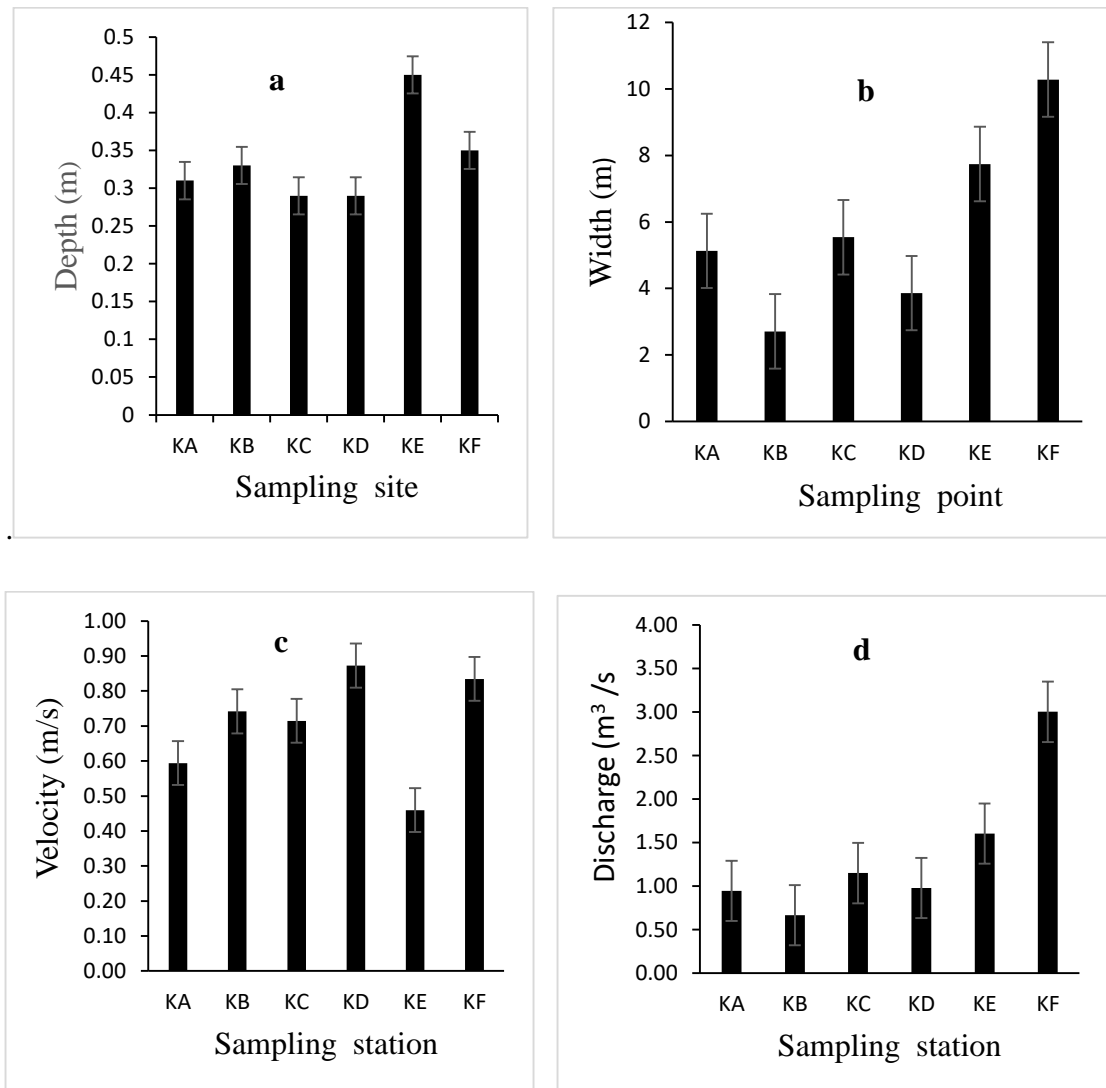 a
Depth (m)
0.5
0.45
0.4
0.35
0.3
0.25
0.2
0.15
0.1
0.05
0
KA KB KC KD KE KF
Sampling site
b
Width (m)
12
10
8
6
4
2
0
KA KB KC KD KE KF
Sampling point
.
c
Velocity (m/s)
1.00
0.90
0.80
0.70
0.60
0.50
0.40
0.30
0.20
0.10
0.00
KA KB KC KD KE KF
Sampling station
d
Discharge (m³ /s
4.00
3.50
3.00
2.50
2.00
1.50
1.00
0.50
0.00
KA KB KC KD KE KF
Sampling station